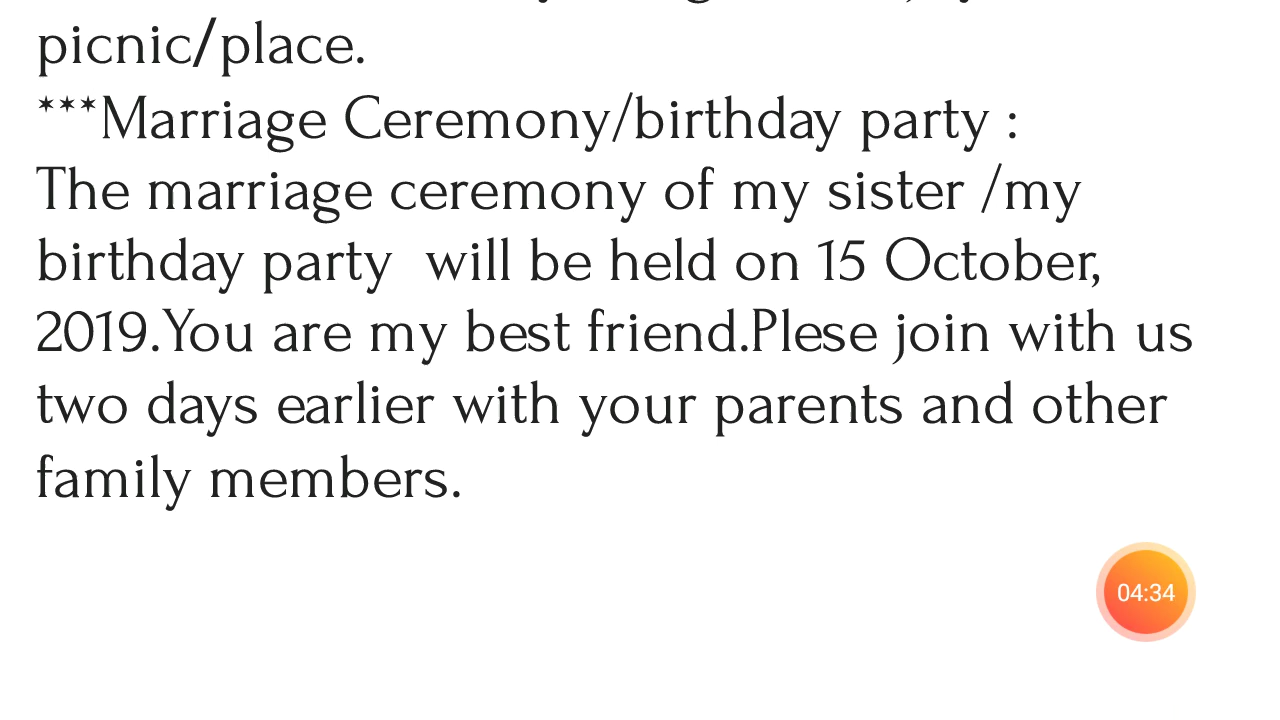 picnic/place.
***Marriage Ceremony/birthday party :
The marriage ceremony of my sister /my
birthday party  will be held on 15 October,
2019.You are my best friend.Plese join with us
two days earlier with your parents and other
family members.
04:34